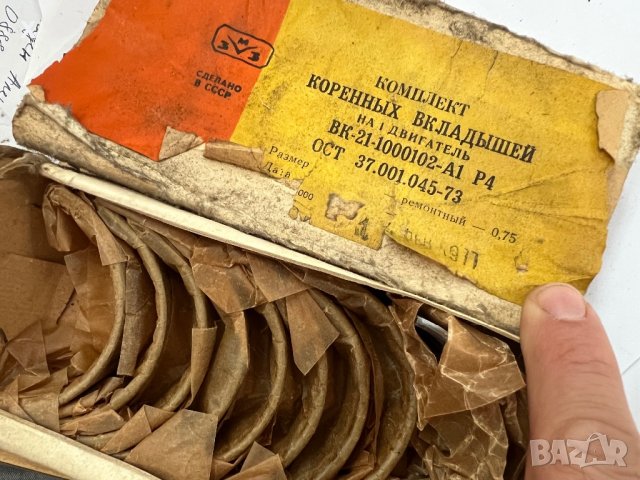 М
З З
СДЕЛАНО
В СССР
КОМПЛЕКТ
КОРЕННЫХ ВКЛАДЫШЕЙ
НА 1 ДВИГАТЕЛЬ
ВК-21-1000102-А1 Р4
ОСТ 37.001.045-73
Размер ремонтный — 0,75
Дата
BAZAR